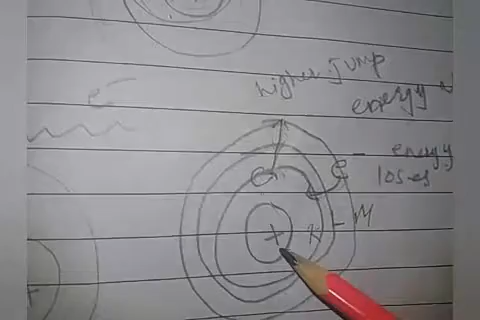 e⁻
higher jump
energy
e⁻
energy
loses
e⁻
+
K
M
+